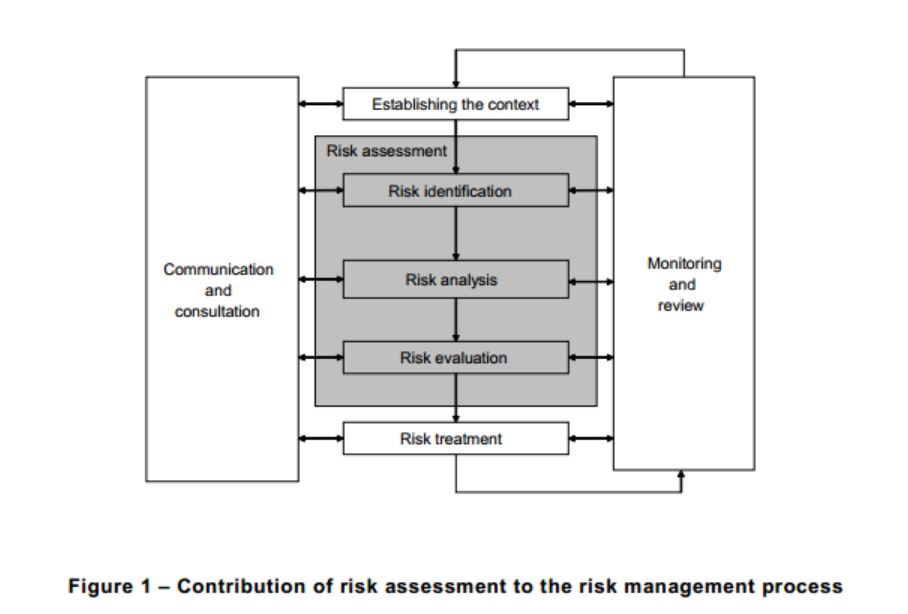 Establishing the context
Risk assessment
Risk identification
Communication
and
consultation
Risk analysis
Monitoring
and
review
Risk evaluation
Risk treatment
Figure 1 – Contribution of risk assessment to the risk management process